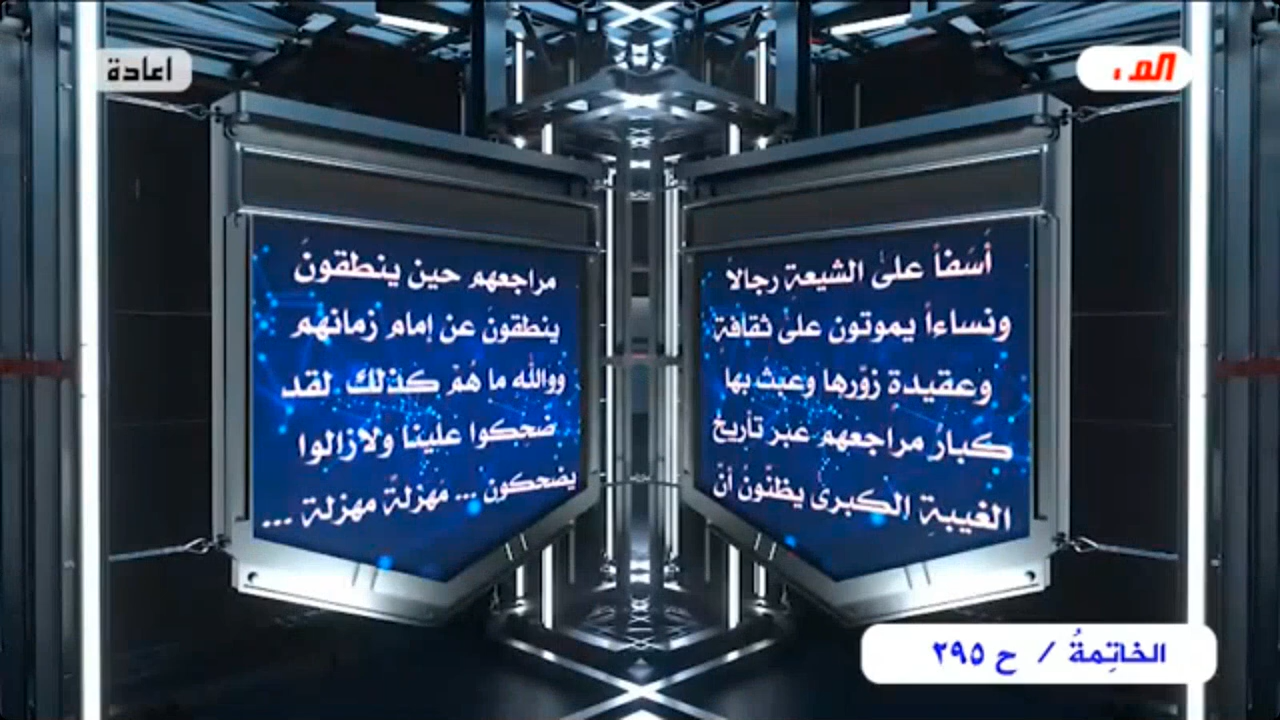 اعادة
أَسَفاً على الشيعةِ رجالاً
ونساءاً يموتون على ثقافةٍ
وعقيدةٍ زوَّرها وعبثَ بها
كبارُ مراجعهم عبر تأريخ
الغيبةِ الكبرى يظنّونَ أنَّ
مراجعهم حين ينطقونَ
ينطقونَ عن إمام زمانهم
وواللهِ ما هُمْ كذلك لقد
ضحكوا علينا ولازالوا
يضحكون ... مهزلةٌ مهزلة ...
الخاتِمةُ / ح ٢٩٥